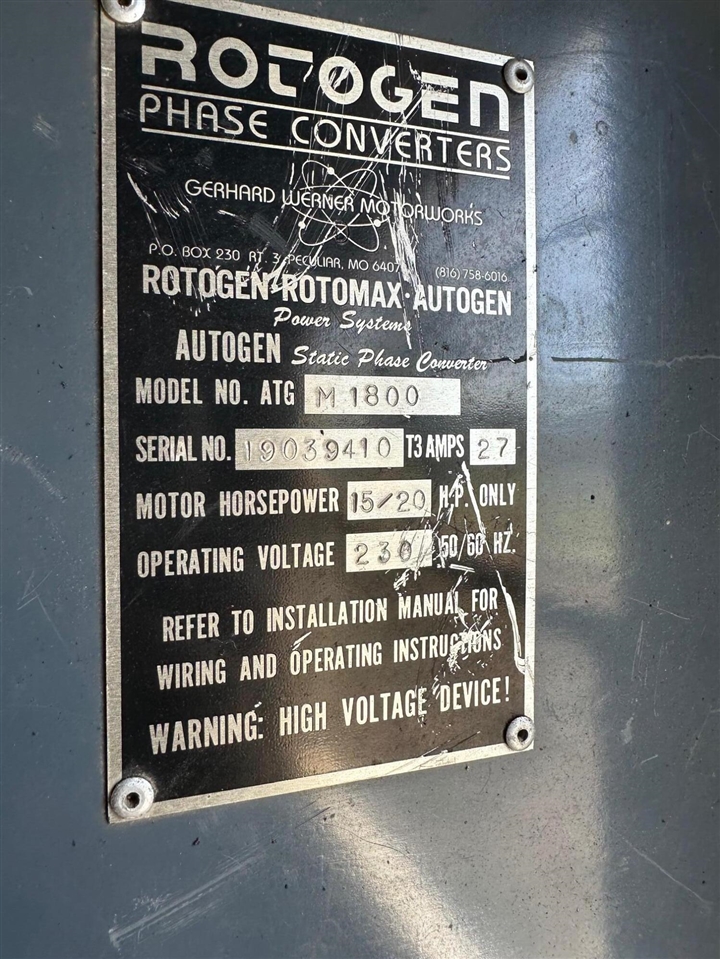 ROTOGEN
PHASE CONVERTERS
GERHARD WERNER MOTORWORKS
P.O. BOX 230 RT. 3 PECULIAR, MO (816) 758-6016
ROTOGEN·ROTOMAX·AUTOGEN
Power Systems
AUTOGEN Static Phase Converter
MODEL NO. ATG M1800
SERIAL NO. 19039410 T3 AMPS 27
MOTOR HORSEPOWER 15/20 H.P. ONLY
OPERATING VOLTAGE 230 50/60 HZ.
REFER TO INSTALLATION MANUAL FOR
WIRING AND OPERATING INSTRUCTIONS
WARNING: HIGH VOLTAGE DEVICE!